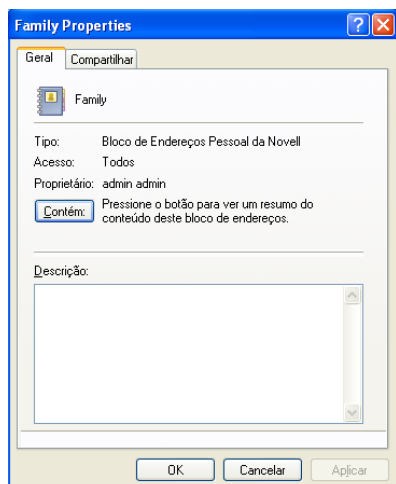 Family Properties
Geral Compartilhar
Family
Tipo: Bloco de Endereços Pessoal da Novell
Acesso: Todos
Proprietário: admin admin
Contém: Pressione o botão para ver um resumo do
conteúdo deste bloco de endereços.
Descrição:
OK Cancelar Aplicar